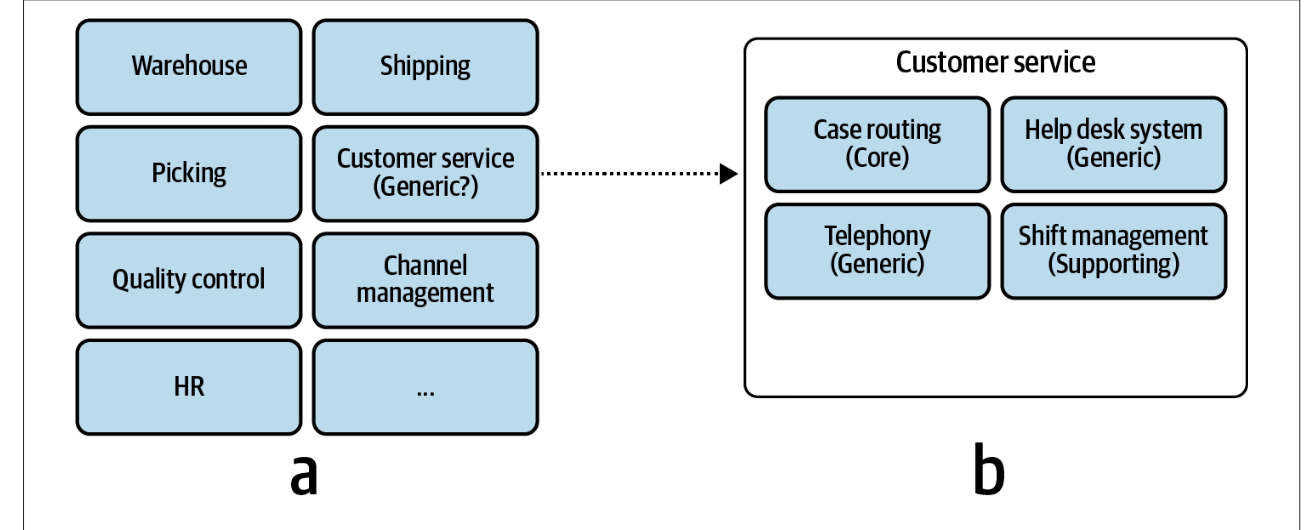 Warehouse
Shipping
Picking
Customer service
(Generic?)
Quality control
Channel
management
HR
...
a
Customer service
Case routing
(Core)
Help desk system
(Generic)
Telephony
(Generic)
Shift management
(Supporting)
b